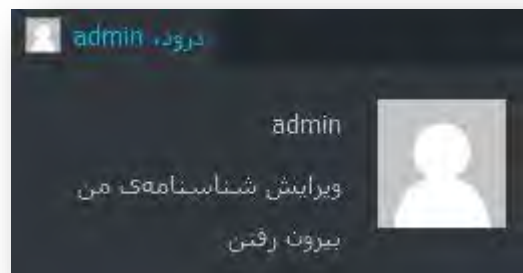 درود، admin
admin
ویرایش شناسنامه‌ی من
بیرون رفتن